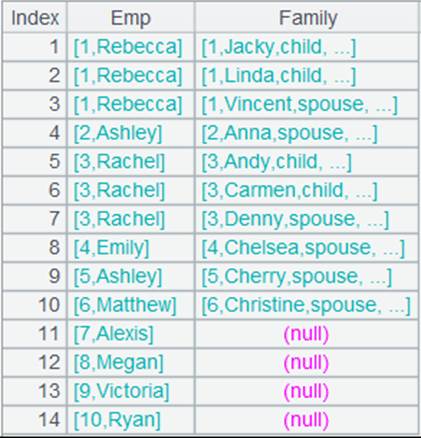 Index Emp Family
1 [1,Rebecca] [1,Jacky,child, ...]
2 [1,Rebecca] [1,Linda,child, ...]
3 [1,Rebecca] [1,Vincent,spouse, ...]
4 [2,Ashley] [2,Anna,spouse, ...]
5 [3,Rachel] [3,Andy,child, ...]
6 [3,Rachel] [3,Carmen,child, ...]
7 [3,Rachel] [3,Denny,spouse, ...]
8 [4,Emily] [4,Chelsea,spouse, ...]
9 [5,Ashley] [5,Cherry,spouse, ...]
10 [6,Matthew] [6,Christine,spouse, ...]
11 [7,Alexis] (null)
12 [8,Megan] (null)
13 [9,Victoria] (null)
14 [10,Ryan] (null)